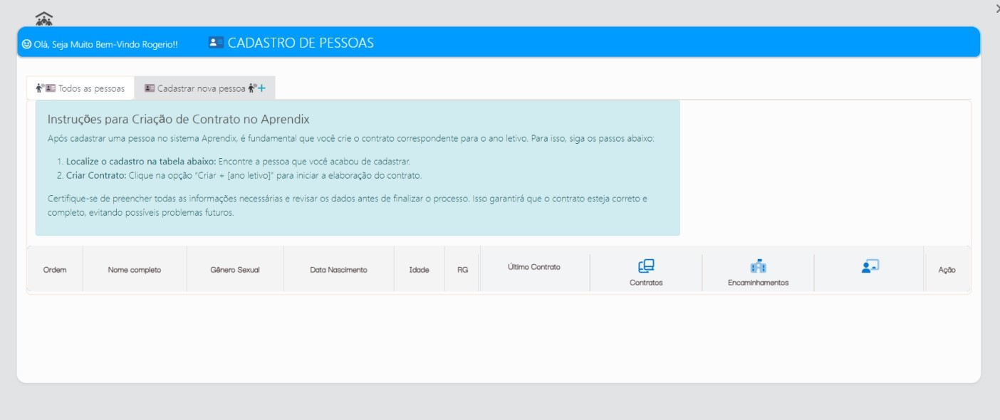 Olá, Seja Muito Bem-Vindo Rogerio!! CADASTRO DE PESSOAS
Todos as pessoas Cadastrar nova pessoa
Instruções para Criação de Contrato no Aprendix
Após cadastrar uma pessoa no sistema Aprendix, é fundamental que você crie o contrato correspondente para o ano letivo. Para isso, siga os passos abaixo:
1. Localize o cadastro na tabela abaixo: Encontre a pessoa que você acabou de cadastrar.
2. Criar Contrato: Clique na opção "Criar + [ano letivo]" para iniciar a elaboração do contrato.
Certifique-se de preencher todas as informações necessárias e revisar os dados antes de finalizar o processo. Isso garantirá que o contrato esteja correto e
completo, evitando possíveis problemas futuros.
Ordem Nome completo Gênero Sexual Data Nascimento Idade RG Último Contrato Contratos Encaminhamentos Ação